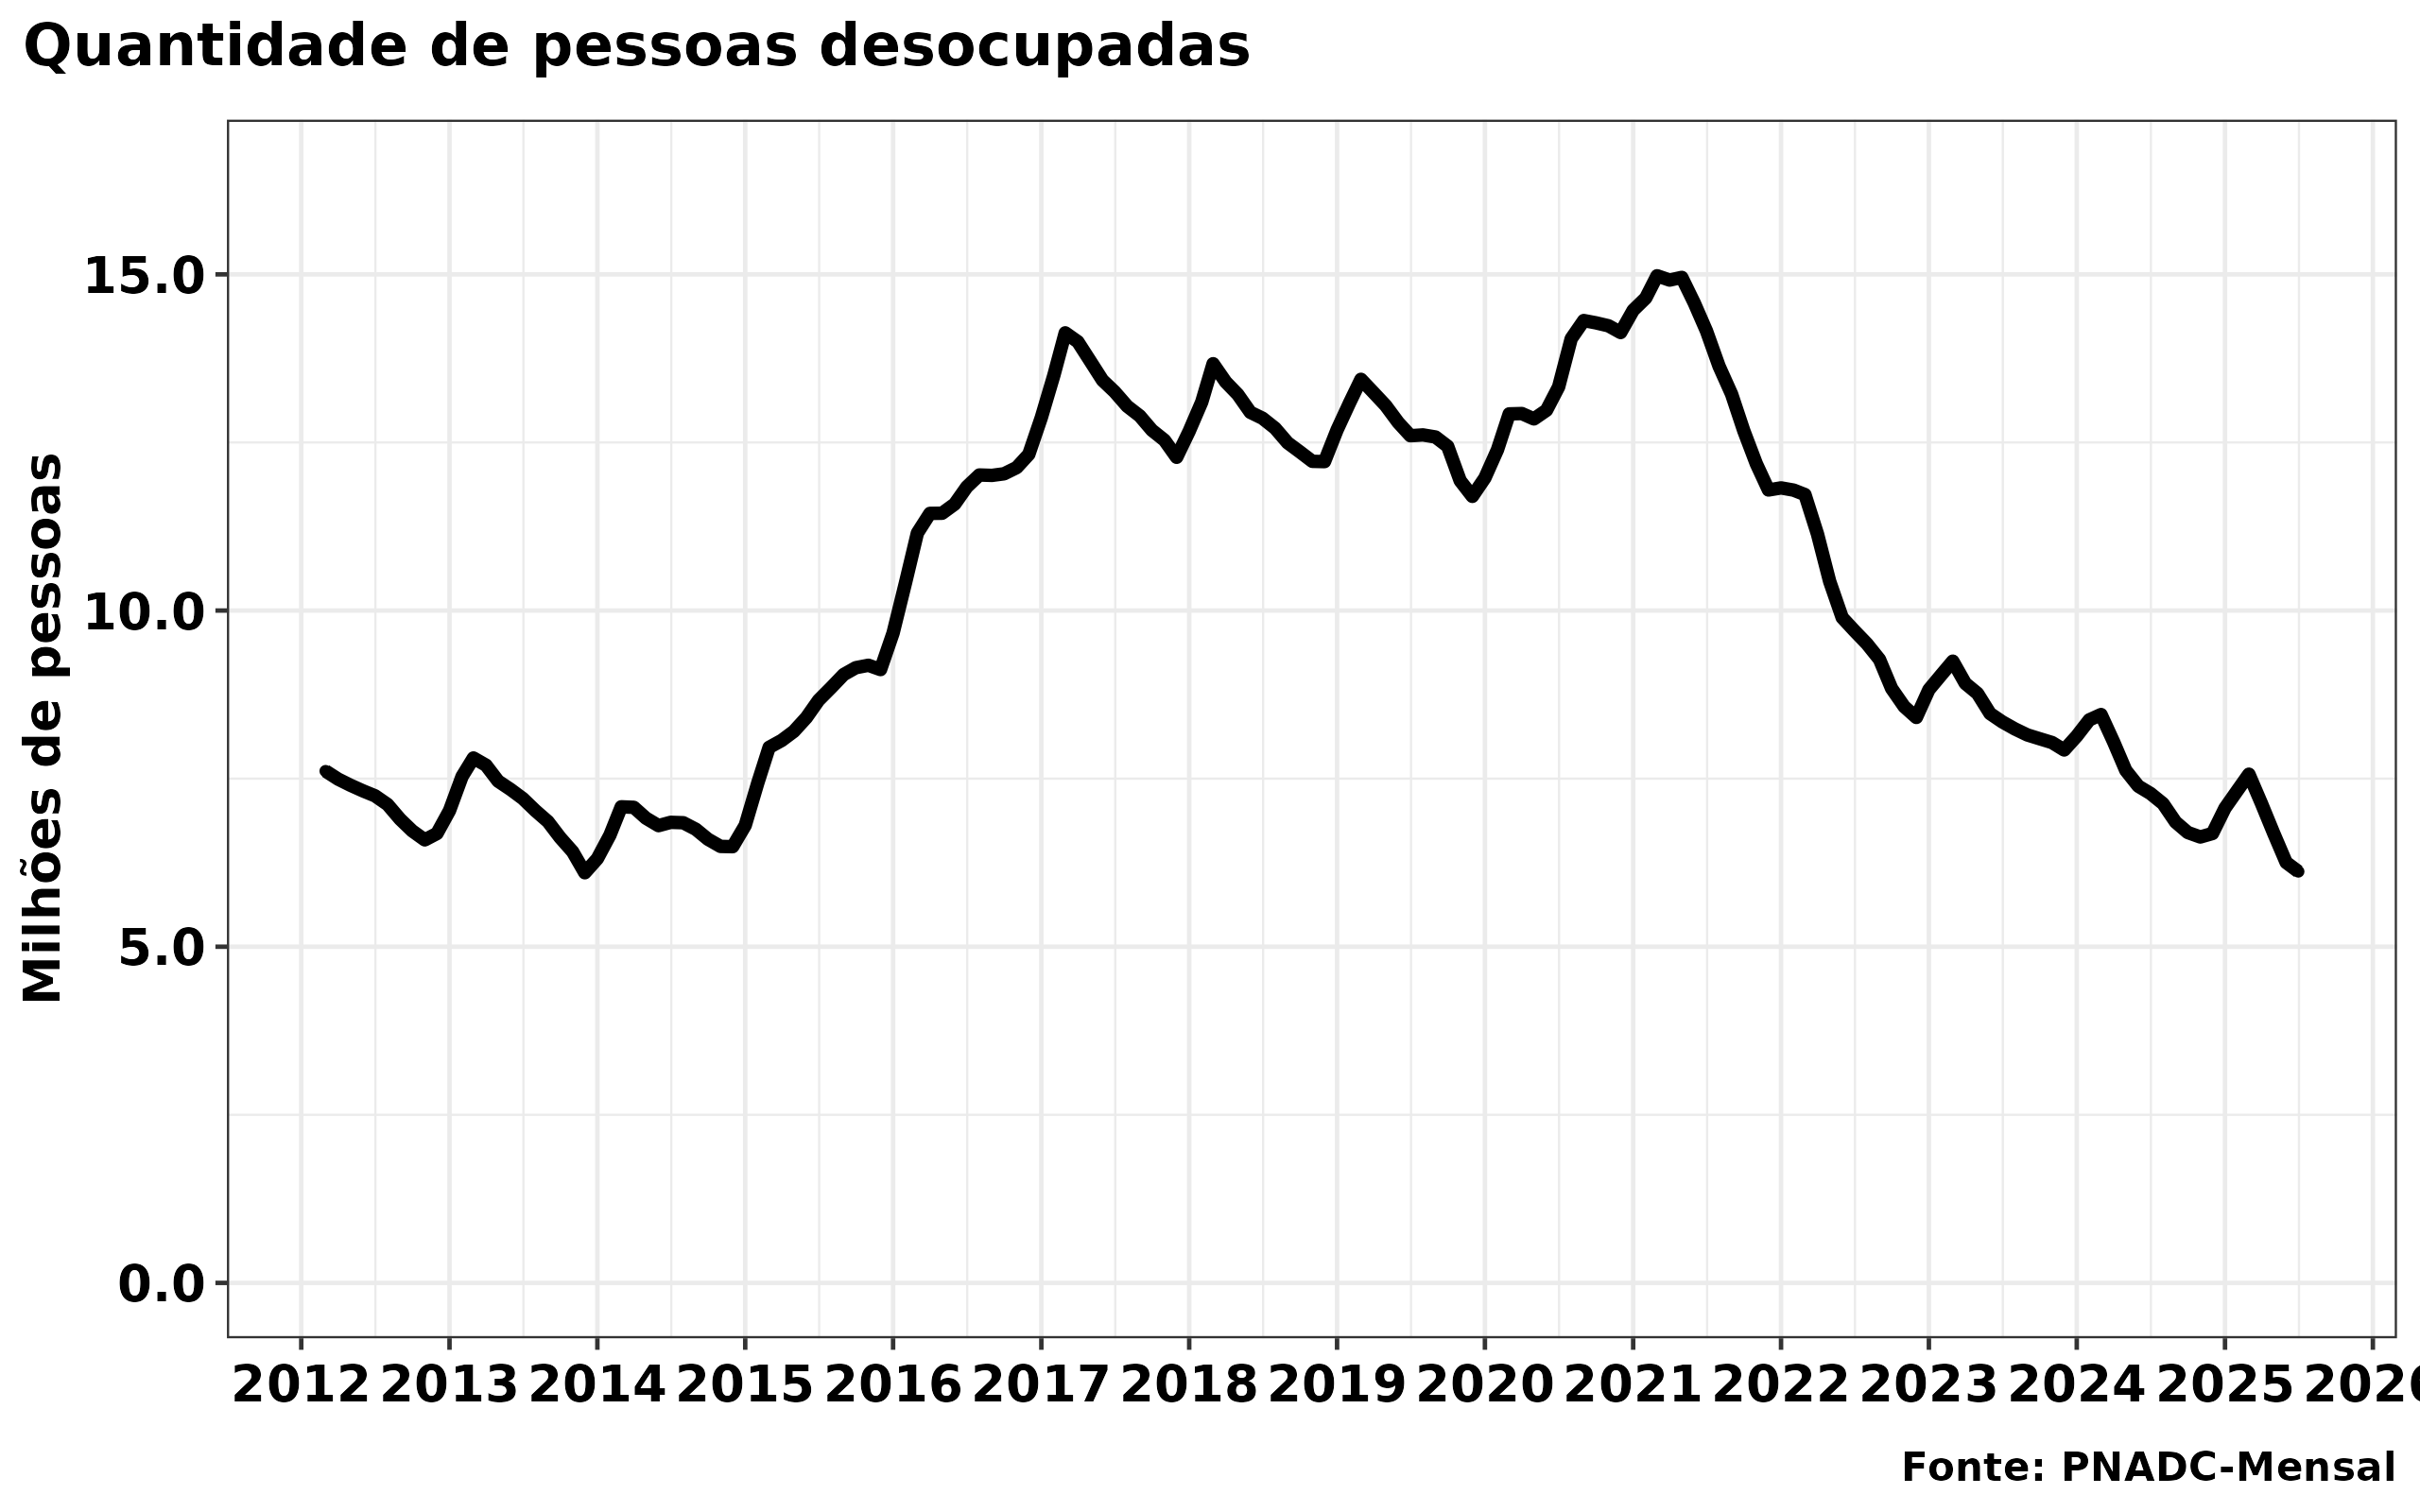 Quantidade de pessoas desocupadas
Milhões de pessoas
15.0
10.0
5.0
0.0
2012 2013 2014 2015 2016 2017 2018 2019 2020 2021 2022 2023 2024 2025 202
Fonte: PNADC-Mensal